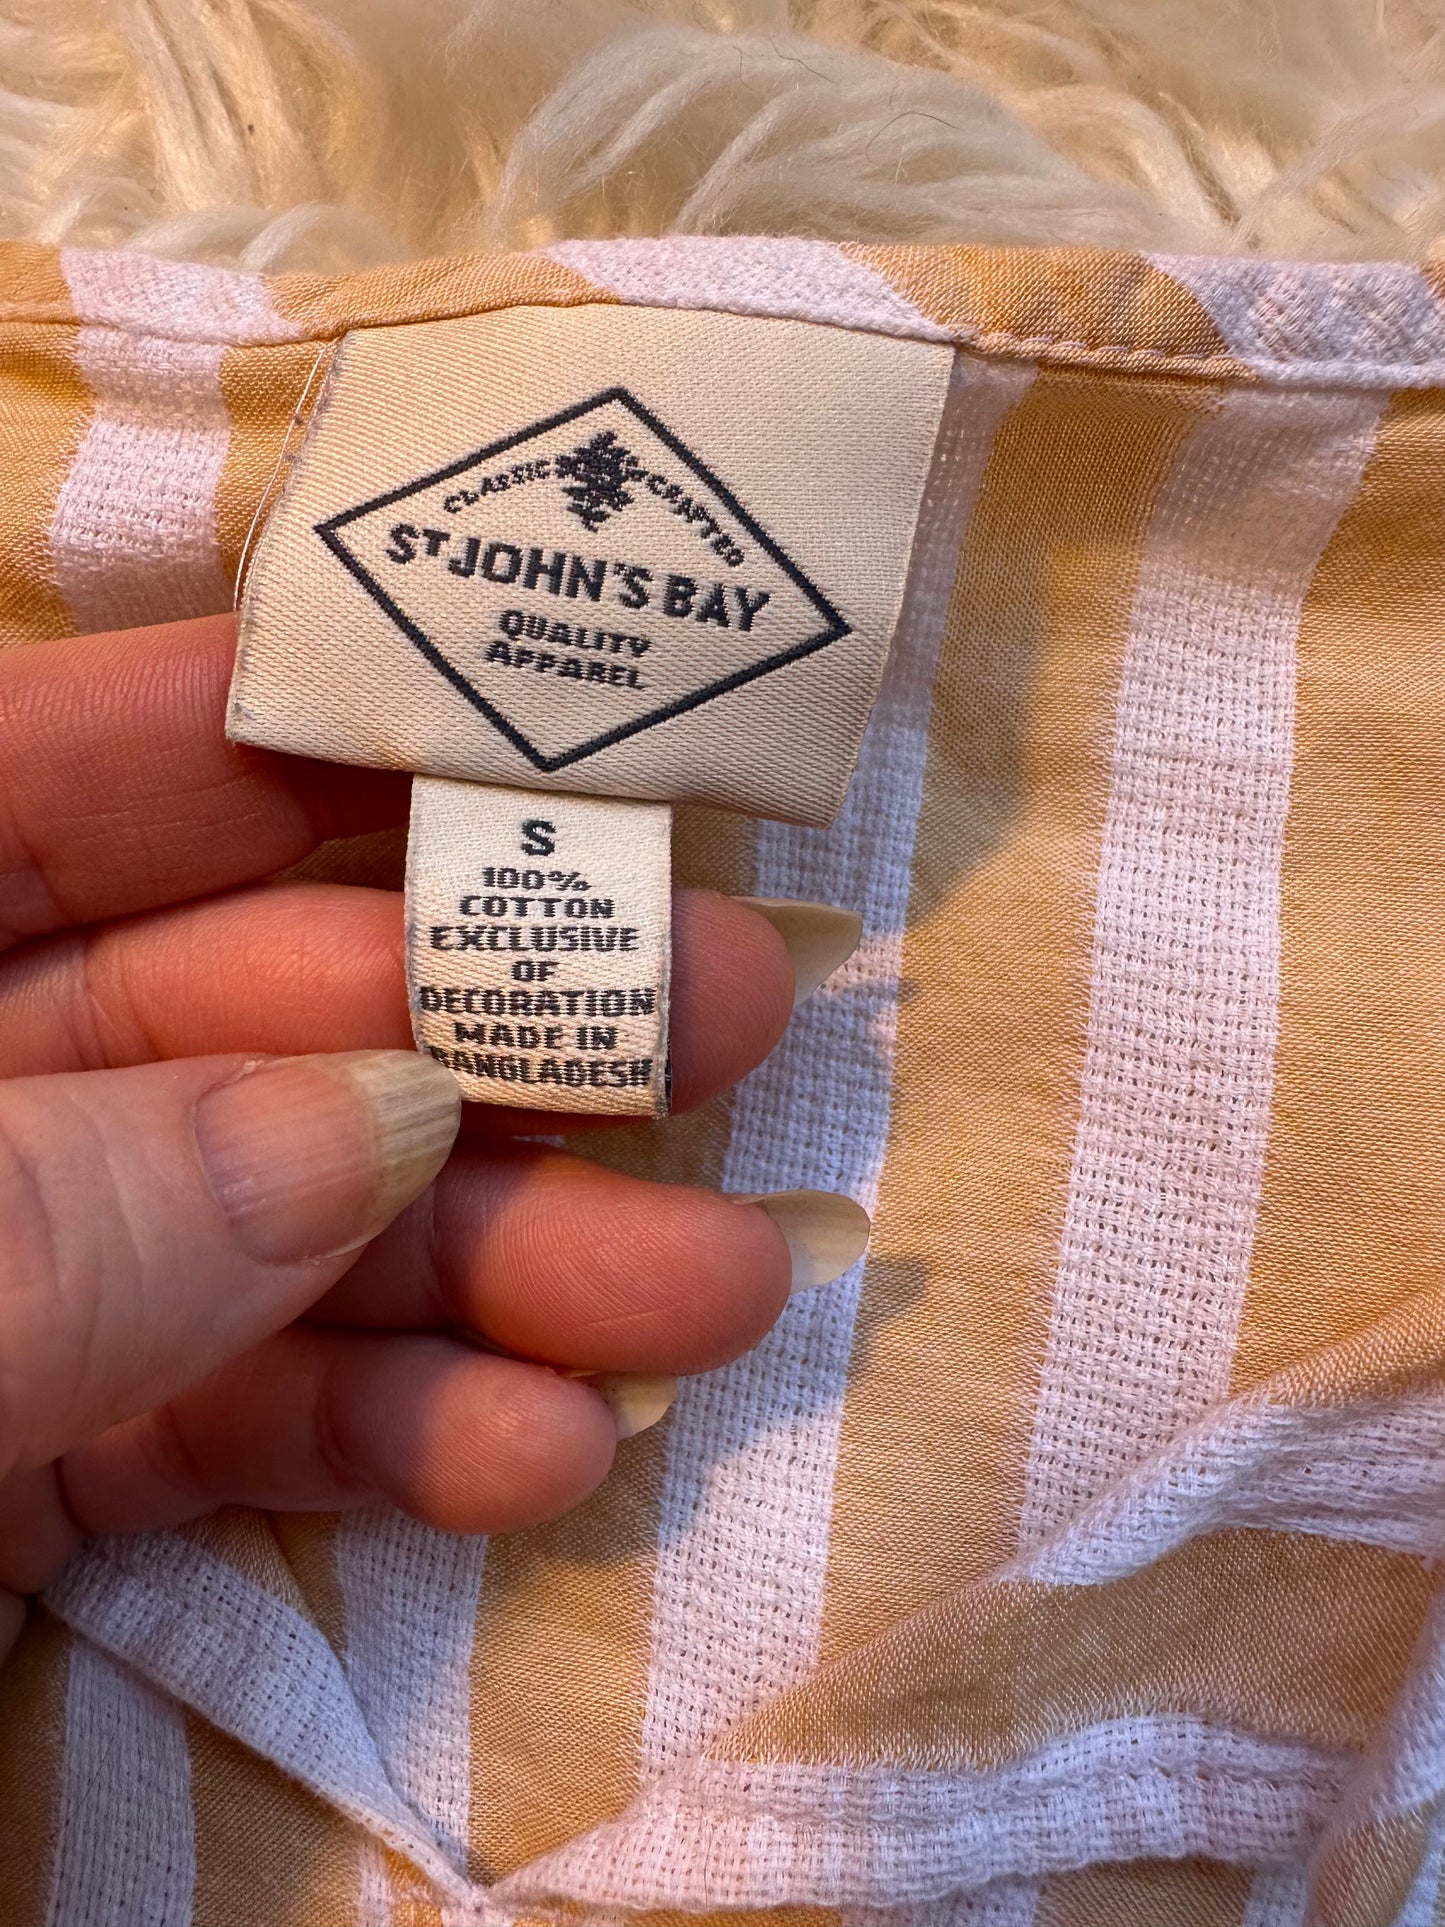 CLASSIC CRAFTED
ST JOHN'S BAY
QUALITY
APPAREL
S
100%
COTTON
EXCLUSIVE
OF
DECORATION
MADE IN
BANGLADESH